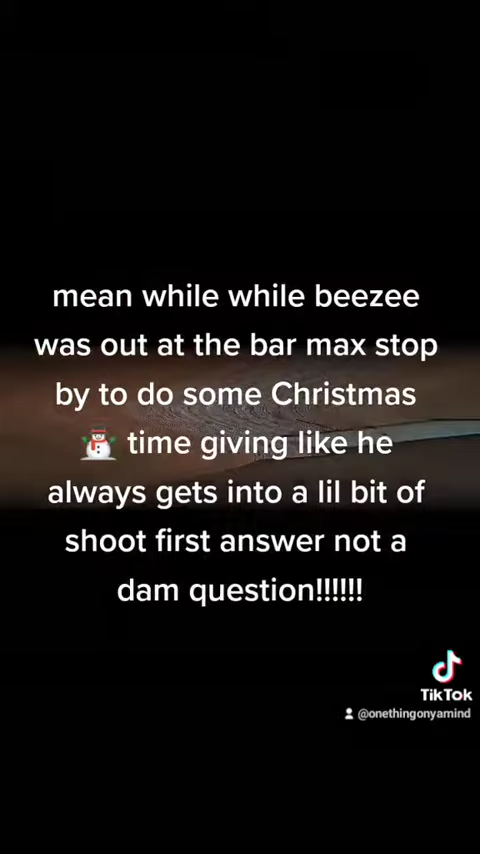 mean while while beezee
was out at the bar max stop
by to do some Christmas
⛄ time giving like he
always gets into a lil bit of
shoot first answer not a
dam question!!!!!!
TikTok
@onethingonyamind